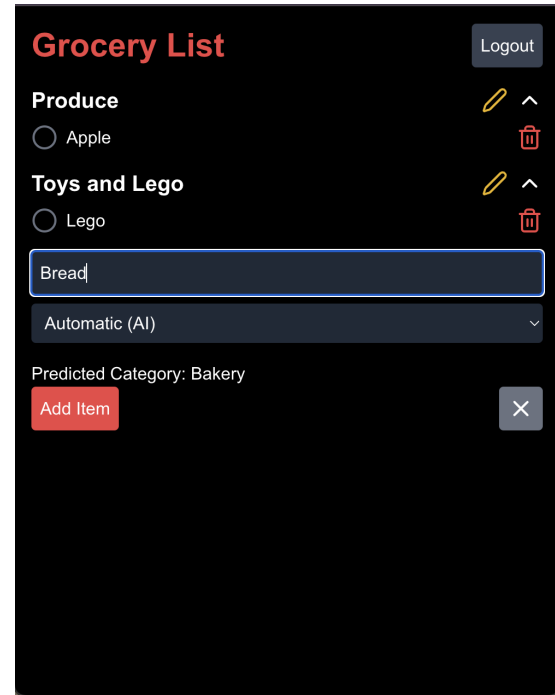 Grocery List
Logout
Produce
Apple
Toys and Lego
Lego
Bread
Automatic (AI)
Predicted Category: Bakery
Add Item